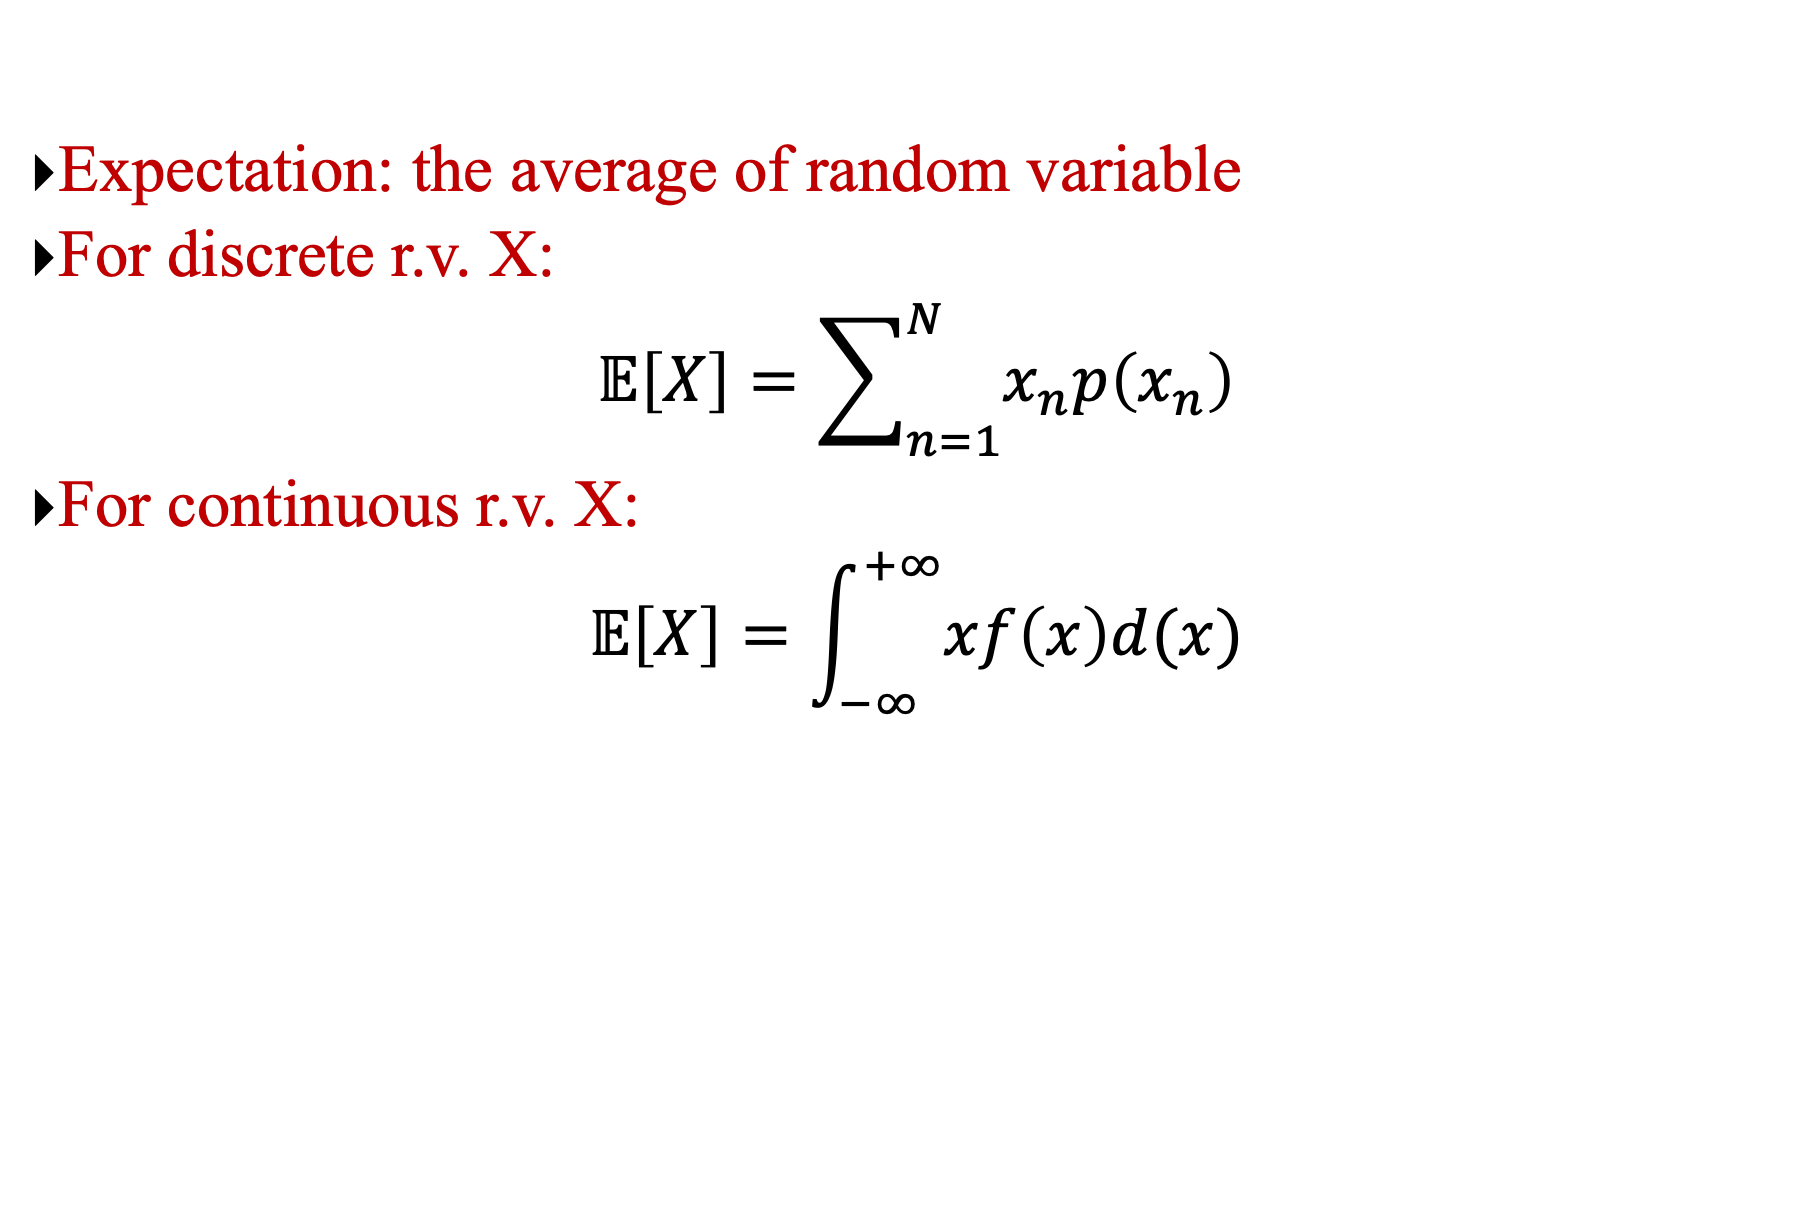 Expectation: the average of random variable
For discrete r.v. X:
𝔼[X] = ∑_{n=1}^{N} x_n p(x_n)
For continuous r.v. X:
𝔼[X] = ∫_{−∞}^{+∞} x f(x) d(x)